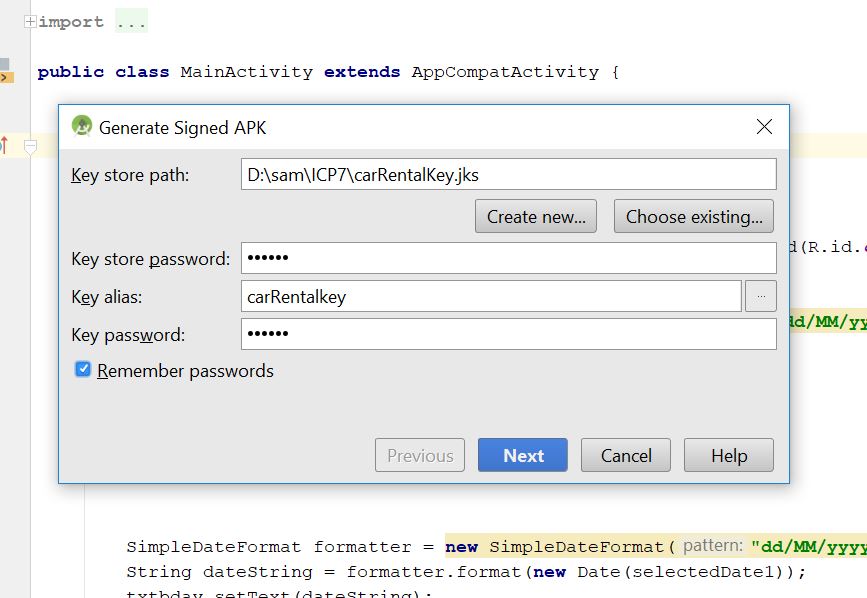 import ...
public class MainActivity extends AppCompatActivity {
Generate Signed APK
Key store path: D:\sam\ICP7\carRentalKey.jks
Create new... Choose existing...
d(R.id.
Key store password: ••••••
Key alias: carRentalkey ...
dd/MM/yy
Key password: ••••••
Remember passwords
Previous Next Cancel Help
SimpleDateFormat formatter = new SimpleDateFormat( pattern: "dd/MM/yyyy
String dateString = formatter.format(new Date(selectedDate1));
txtbday.setText(dateString);